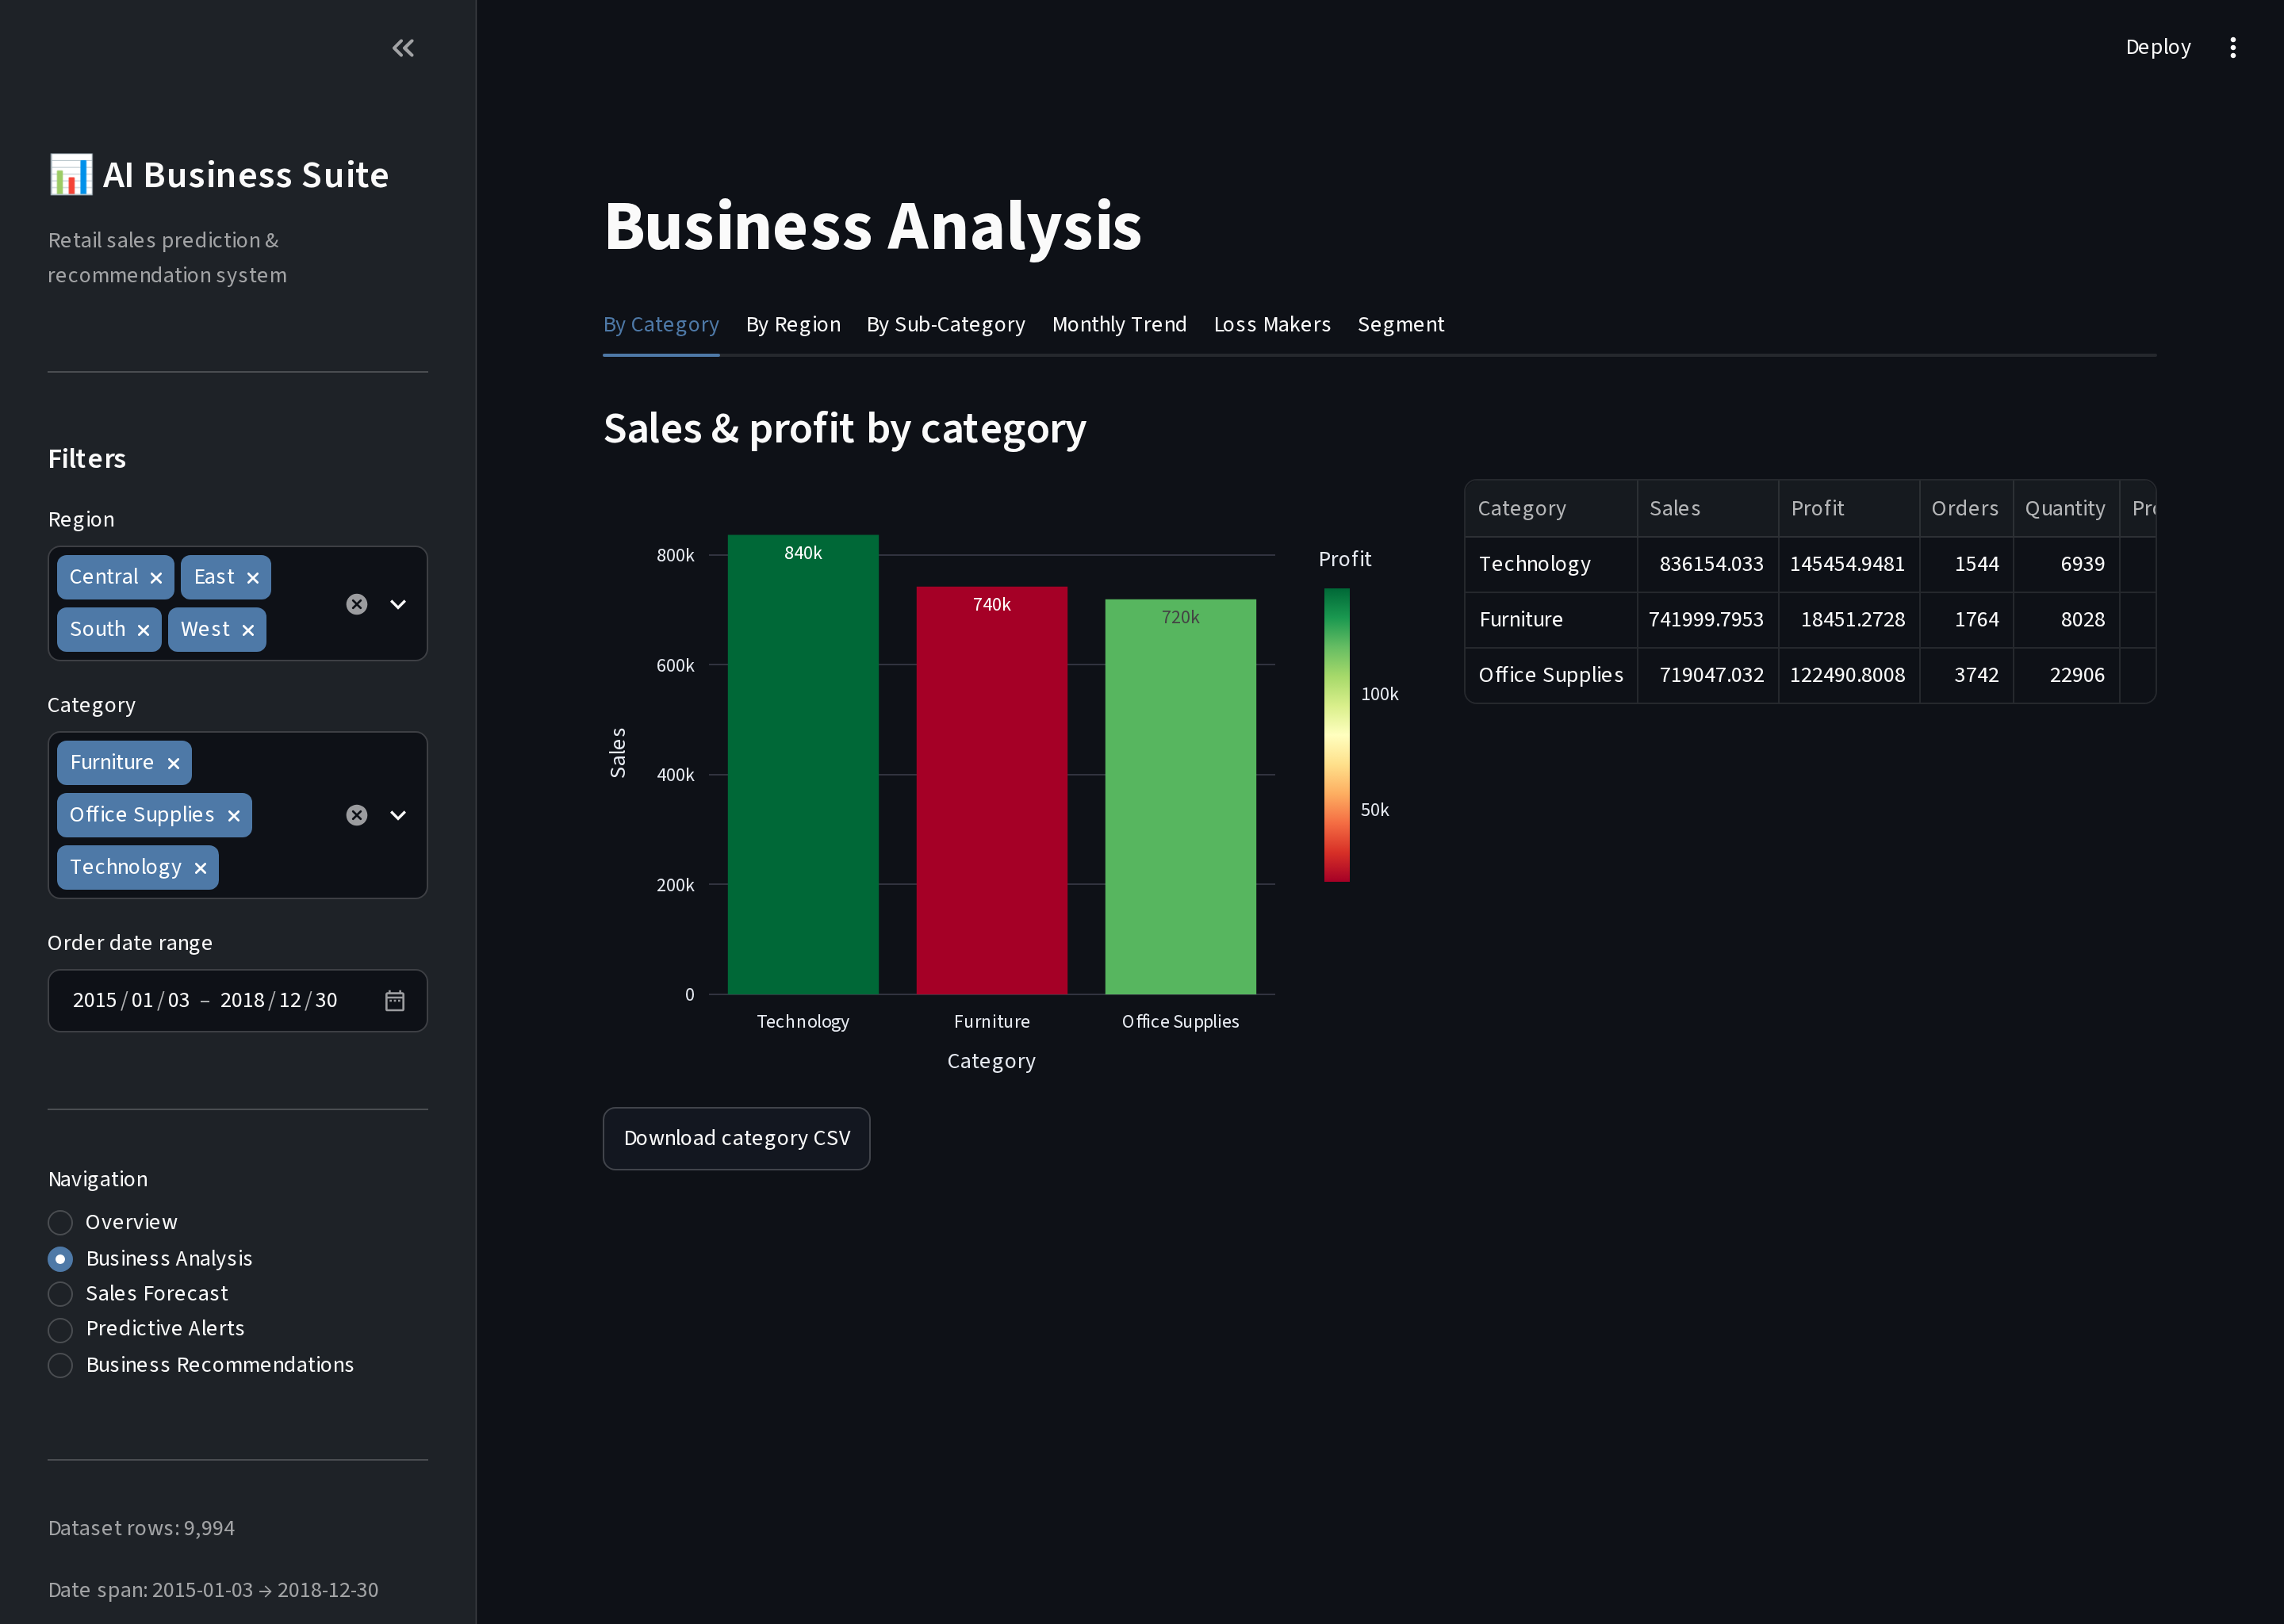 Deploy
📊 AI Business Suite
Retail sales prediction &
recommendation system
Filters
Region
Central
East
South
West
Category
Furniture
Office Supplies
Technology
Order date range
2015/01/03 – 2018/12/30
Navigation
Overview
Business Analysis
Sales Forecast
Predictive Alerts
Business Recommendations
Dataset rows: 9,994
Date span: 2015-01-03 → 2018-12-30
Business Analysis
By Category By Region By Sub-Category Monthly Trend Loss Makers Segment
Sales & profit by category
Sales
800k
600k
400k
200k
0
840k
740k
720k
Technology Furniture Office Supplies
Category
Profit
100k
50k
Category Sales Profit Orders Quantity
Technology 836154.033 145454.9481 1544 6939
Furniture 741999.7953 18451.2728 1764 8028
Office Supplies 719047.032 122490.8008 3742 22906
Download category CSV